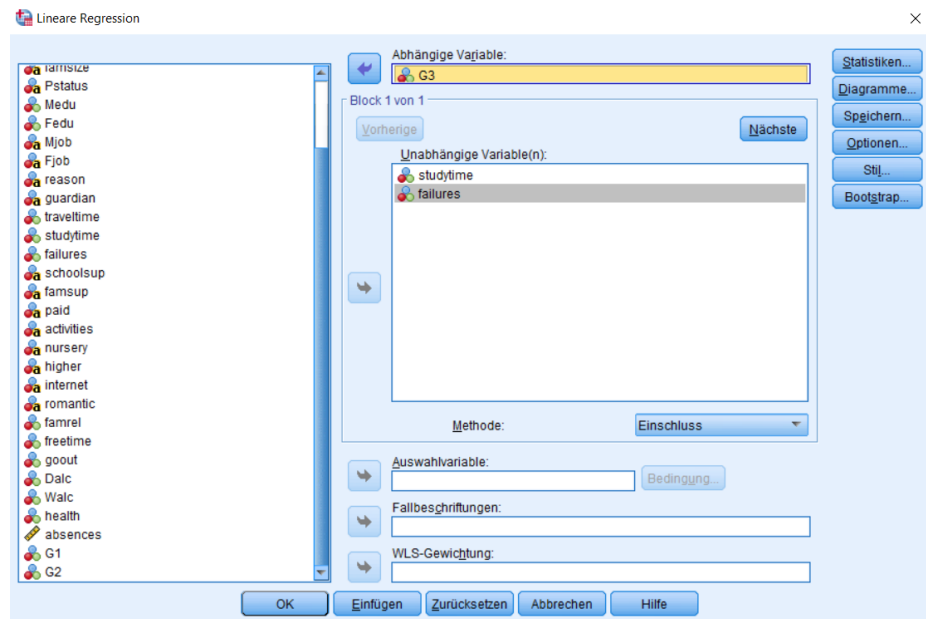 Lineare Regression
famsize
Pstatus
Medu
Fedu
Mjob
Fjob
reason
guardian
traveltime
studytime
failures
schoolsup
famsup
paid
activities
nursery
higher
internet
romantic
famrel
freetime
goout
Dalc
Walc
health
absences
G1
G2
Abhängige Variable:
G3
Block 1 von 1
Vorherige
Nächste
Unabhängige Variable(n):
studytime
failures
Methode:
Einschluss
Auswahlvariable:
Bedingung...
Fallbeschriftungen:
WLS-Gewichtung:
Statistiken...
Diagramme...
Speichern...
Optionen...
Stil...
Bootstrap...
OK
Einfügen
Zurücksetzen
Abbrechen
Hilfe